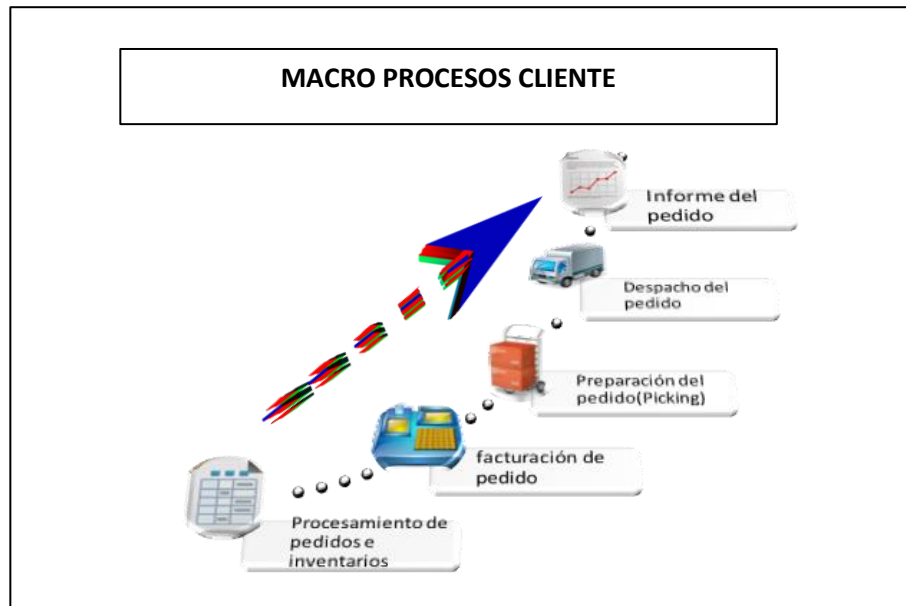 MACRO PROCESOS CLIENTE
Informe del
pedido
Despacho del
pedido
Preparación del
pedido(Picking)
facturación de
pedido
Procesamiento de
pedidos e
inventarios